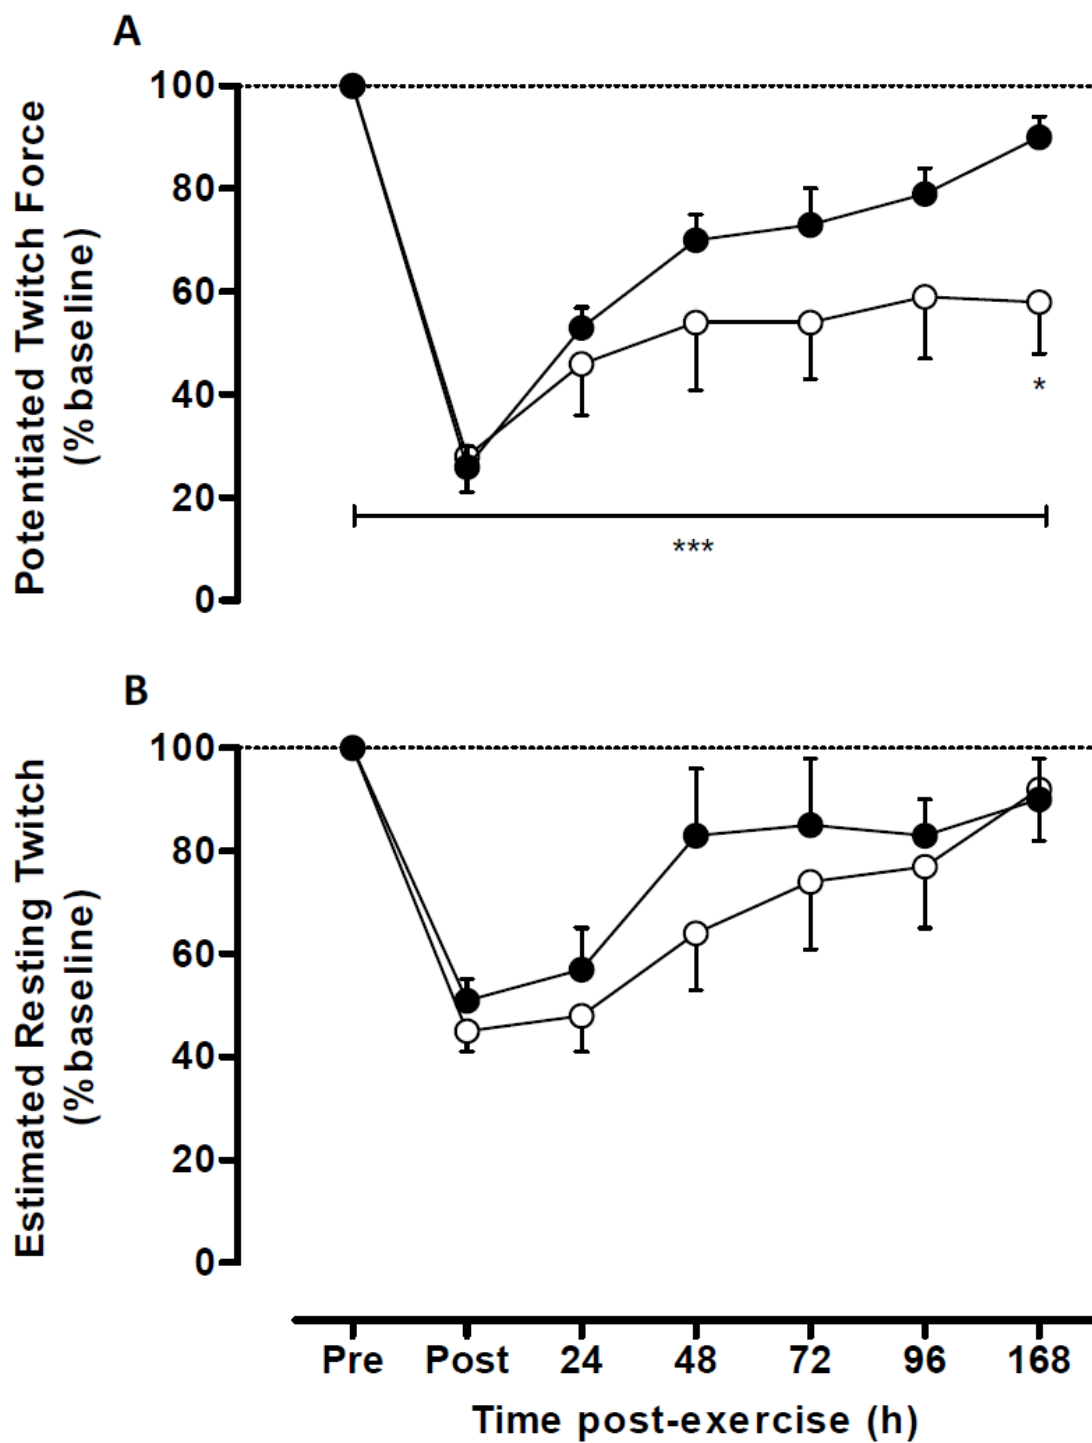 A
Potentiated Twitch Force
(%baseline)
100
80
60
40
20
0
*
***
B
Estimated Resting Twitch
(%baseline)
100
80
60
40
20
0
Pre Post 24 48 72 96 168
Time post-exercise (h)